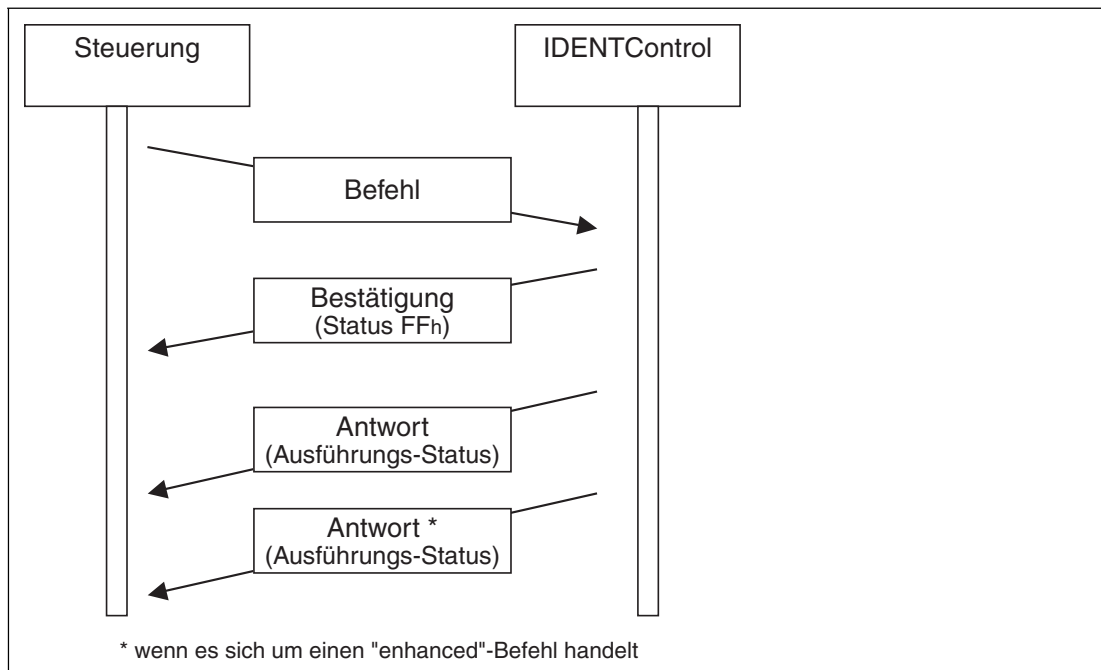 Steuerung
IDENTControl
Befehl
Bestätigung
(Status FFh)
Antwort
(Ausführungs-Status)
Antwort *
(Ausführungs-Status)
* wenn es sich um einen "enhanced"-Befehl handelt